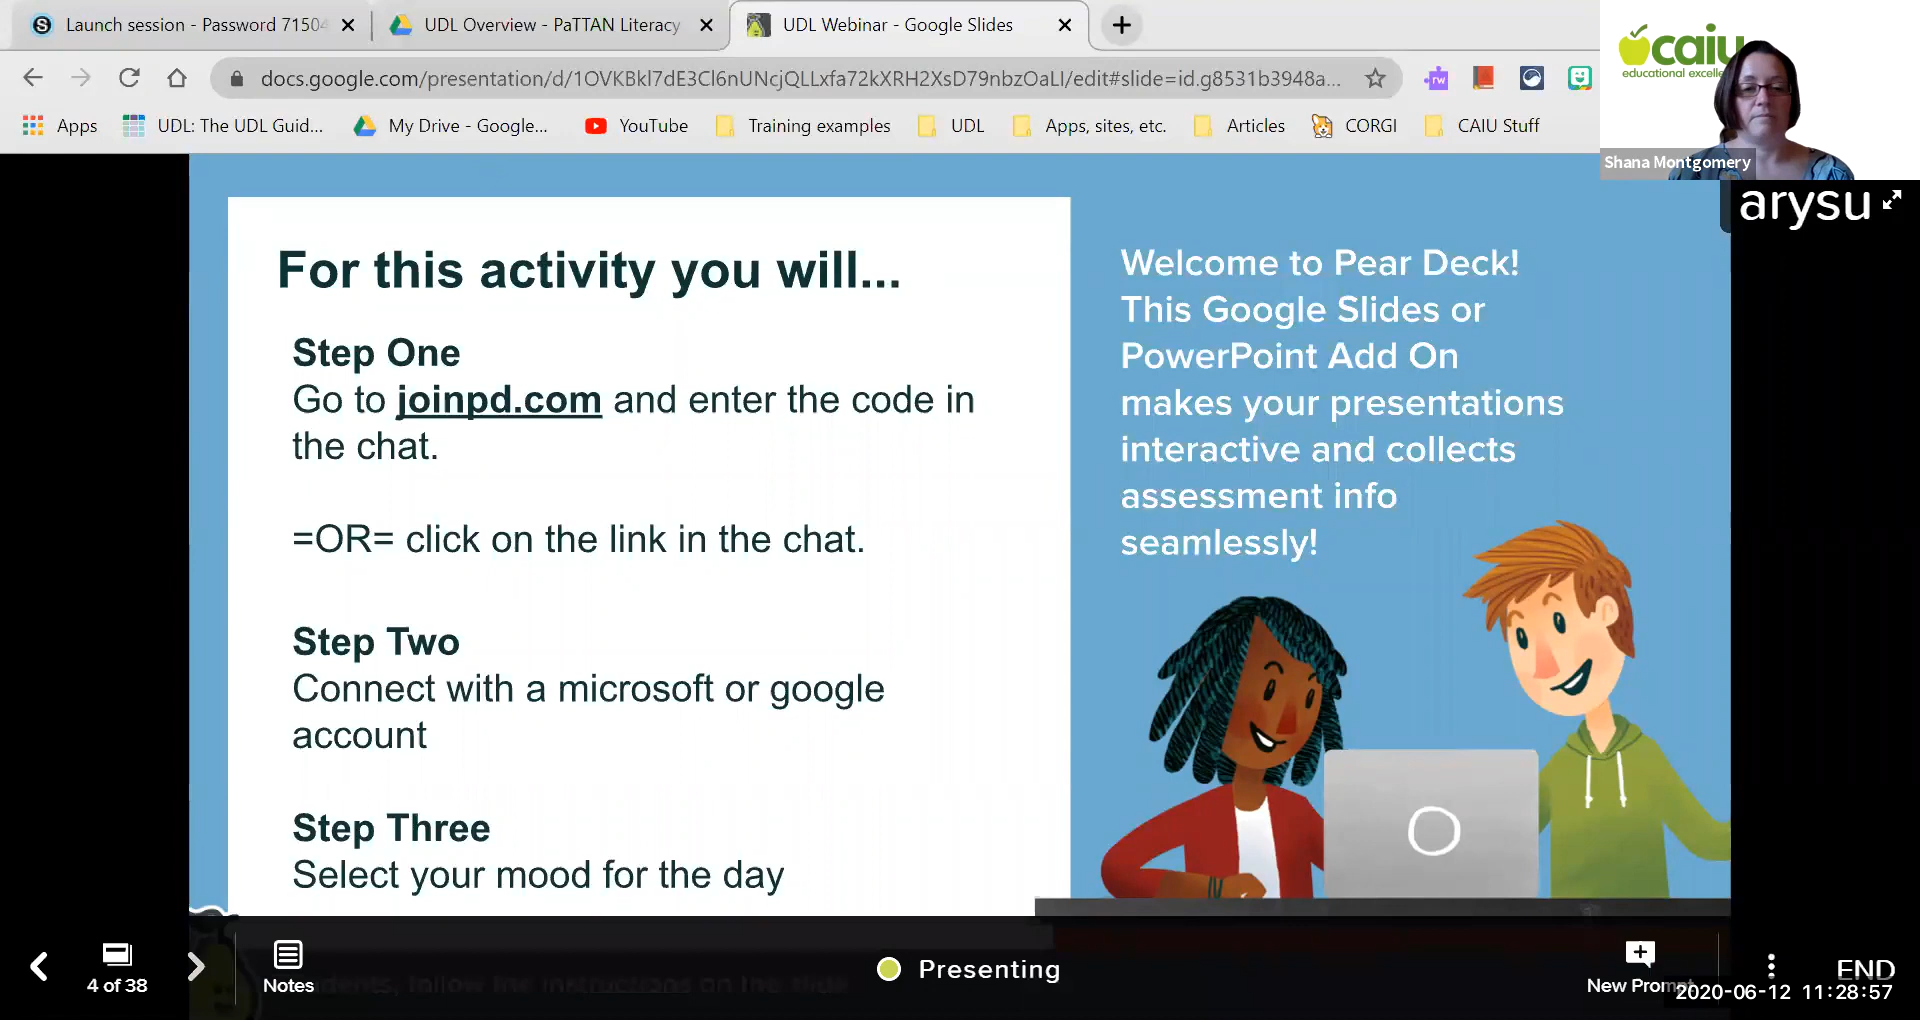 Launch session - Password 71504
UDL Overview - PaTTAN Literacy
UDL Webinar - Google Slides
docs.google.com/presentation/d/1OVKBkl7dE3Cl6nUNcjQLLxfa72kXRH2XsD79nbzOaLI/edit#slide=id.g8531b3948a...
Apps
UDL: The UDL Guid...
My Drive - Google...
YouTube
Training examples
UDL
Apps, sites, etc.
Articles
CORGI
CAIU Stuff
rw
caiu
educational
Shana Montgomery
arysu
For this activity you will...
Step One
Go to joinpd.com and enter the code in
the chat.
=OR= click on the link in the chat.
Step Two
Connect with a microsoft or google
account
Step Three
Select your mood for the day
Welcome to Pear Deck!
This Google Slides or
PowerPoint Add On
makes your presentations
interactive and collects
assessment info
seamlessly!
4 of 38
Notes
Presenting
New
END
2020-06-12 11:28:57